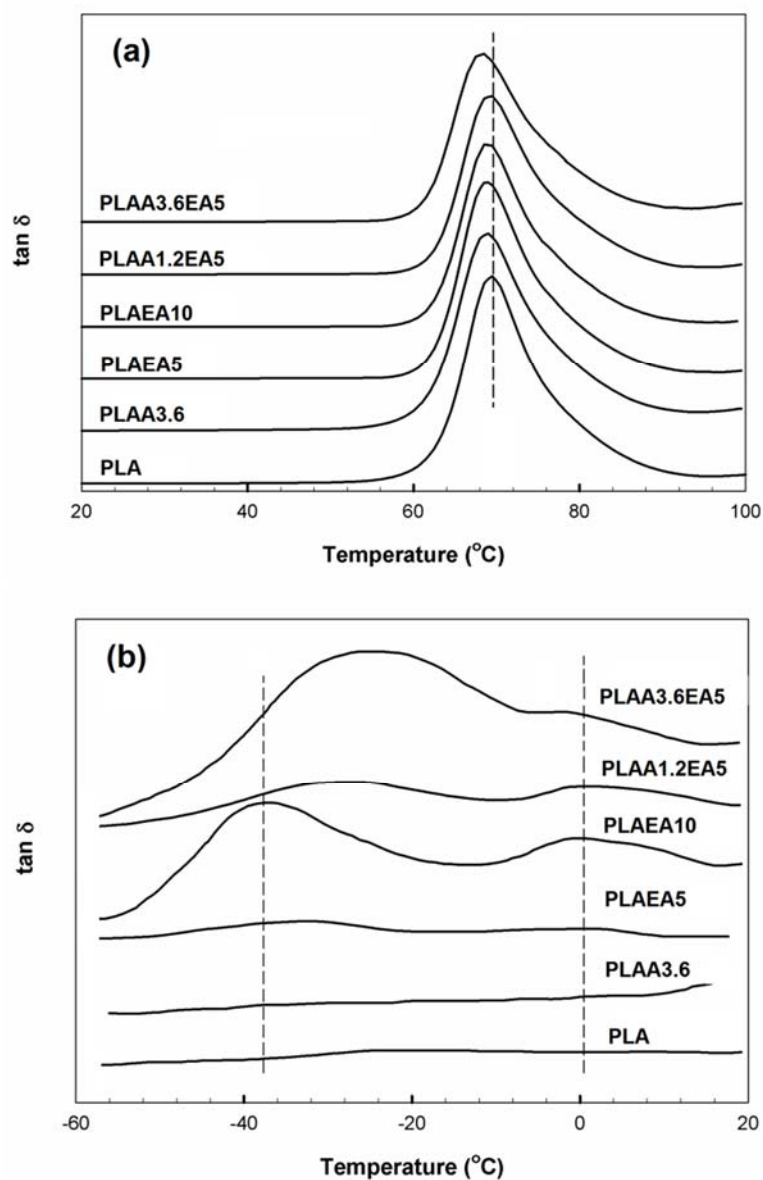 (a)
tan δ
PLAA3.6EA5
PLAA1.2EA5
PLAEA10
PLAEA5
PLAA3.6
PLA
20 40 60 80 100
Temperature (°C)
(b)
tan δ
PLAA3.6EA5
PLAA1.2EA5
PLAEA10
PLAEA5
PLAA3.6
PLA
-60 -40 -20 0 20
Temperature (°C)